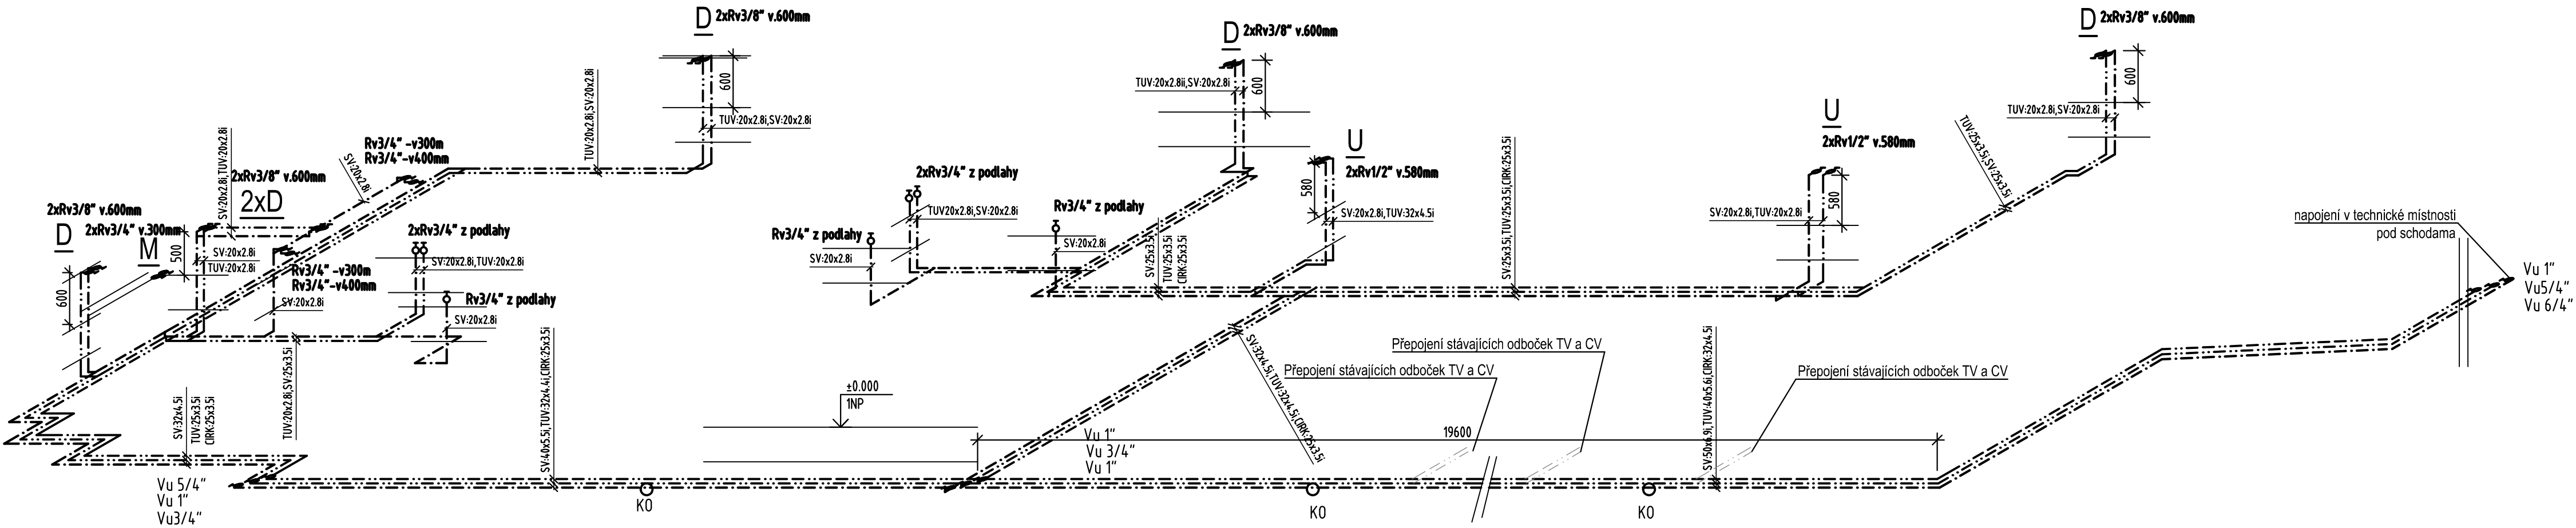 D 2xRv3/8" v.600mm
600
TUV:20x2.8i,SV:20x2.8i
TUV:20x2.8i,SV:20x2.8i
Rv3/4" -v300m
Rv3/4"-v400mm
SV:20x2.8i
SV:20x2.8i,TUV:20x2.8i
2xRv3/8" v.600mm
2xD
2xRv3/8" v.600mm
D
2xRv3/4" v.300mm
M
600
500
SV:20x2.8i
TUV:20x2.8i
Rv3/4" -v300m
Rv3/4"-v400mm
SV:20x2.8i
2xRv3/4" z podlahy
SV:20x2.8i,TUV:20x2.8i
Rv3/4" z podlahy
SV:20x2.8i
TUV:20x2.8i,SV:25x3.5i
SV:32x4.5i
TUV:25x3.5i
CIRK:25x3.5i
Vu 5/4"
Vu 1"
Vu3/4"
SV:40x5.5i,TUV:32x4.4i,CIRK:25x3.5i
KO
±0.000
1NP
D 2xRv3/8" v.600mm
TUV:20x2.8ii,SV:20x2.8i
600
2xRv3/4" z podlahy
TUV20x2.8i,SV:20x2.8i
Rv3/4" z podlahy
SV:20x2.8i
Rv3/4" z podlahy
SV:20x2.8i
SV:25x3.5i
TUV:25x3.5i
CIRK:25x3.5i
U
2xRv1/2" v.580mm
580
SV:20x2.8i,TUV:32x4.5i
SV:25x3.5i,TUV:25x3.5i,CIRK:25x3.5i
SV:32x4.5i,TUV:32x4.5i,CIRK:25x3.5i
Vu 1"
Vu 3/4"
Vu 1"
Přepojení stávajících odboček TV a CV
Přepojení stávajících odboček TV a CV
Přepojení stávajících odboček TV a CV
19600
KO
KO
SV:50x6.9i,TUV:40x5.6i,CIRK:32x4.5i
U
2xRv1/2" v.580mm
580
SV:20x2.8i,TUV:20x2.8i
D 2xRv3/8" v.600mm
600
TUV:20x2.8i,SV:20x2.8i
TUV:25x3.5i,SV:25x3.5i
napojení v technické místnosti
pod schodama
Vu 1"
Vu5/4"
Vu 6/4"